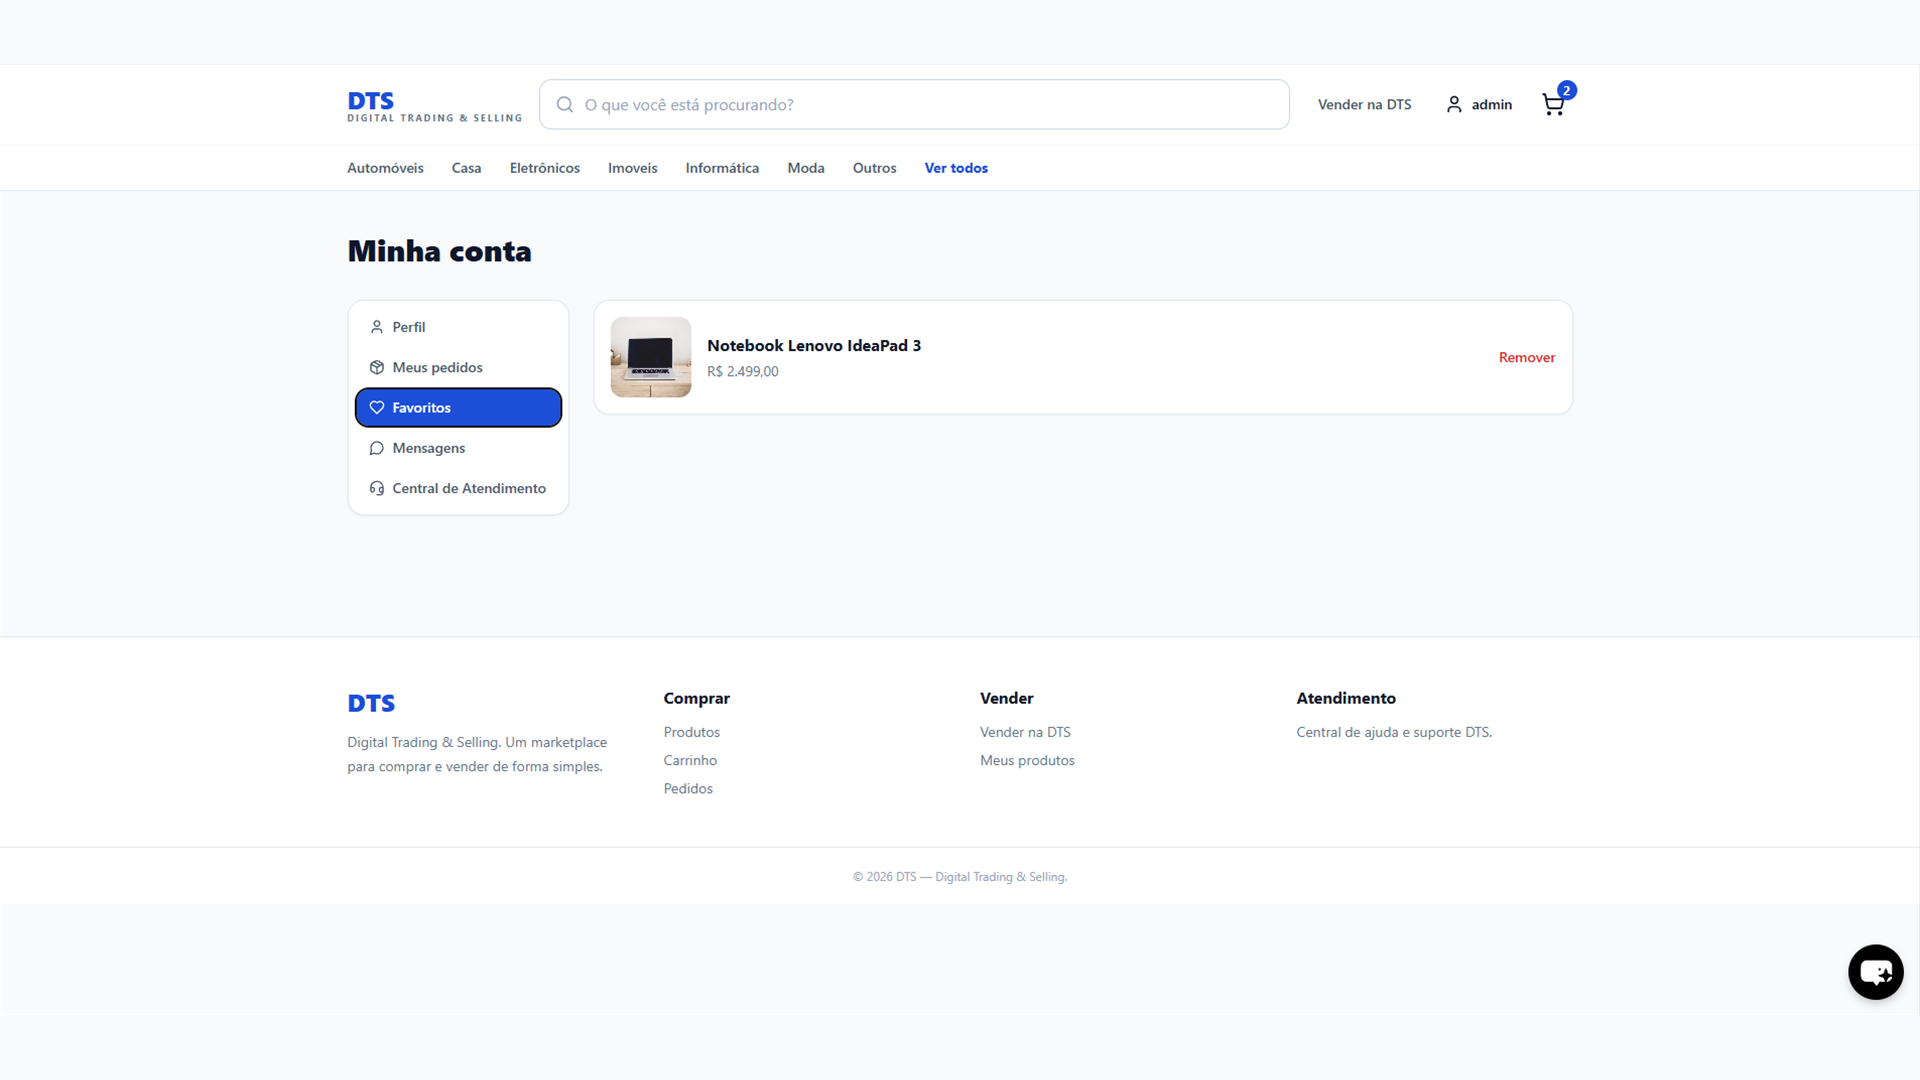 DTS
DIGITAL TRADING & SELLING
O que você está procurando?
Vender na DTS
admin
2
Automóveis
Casa
Eletrônicos
Imoveis
Informática
Moda
Outros
Ver todos
Minha conta
Perfil
Meus pedidos
Favoritos
Mensagens
Central de Atendimento
Notebook Lenovo IdeaPad 3
R$ 2.499,00
Remover
DTS
Digital Trading & Selling. Um marketplace
para comprar e vender de forma simples.
Comprar
Produtos
Carrinho
Pedidos
Vender
Vender na DTS
Meus produtos
Atendimento
Central de ajuda e suporte DTS.
© 2026 DTS — Digital Trading & Selling.